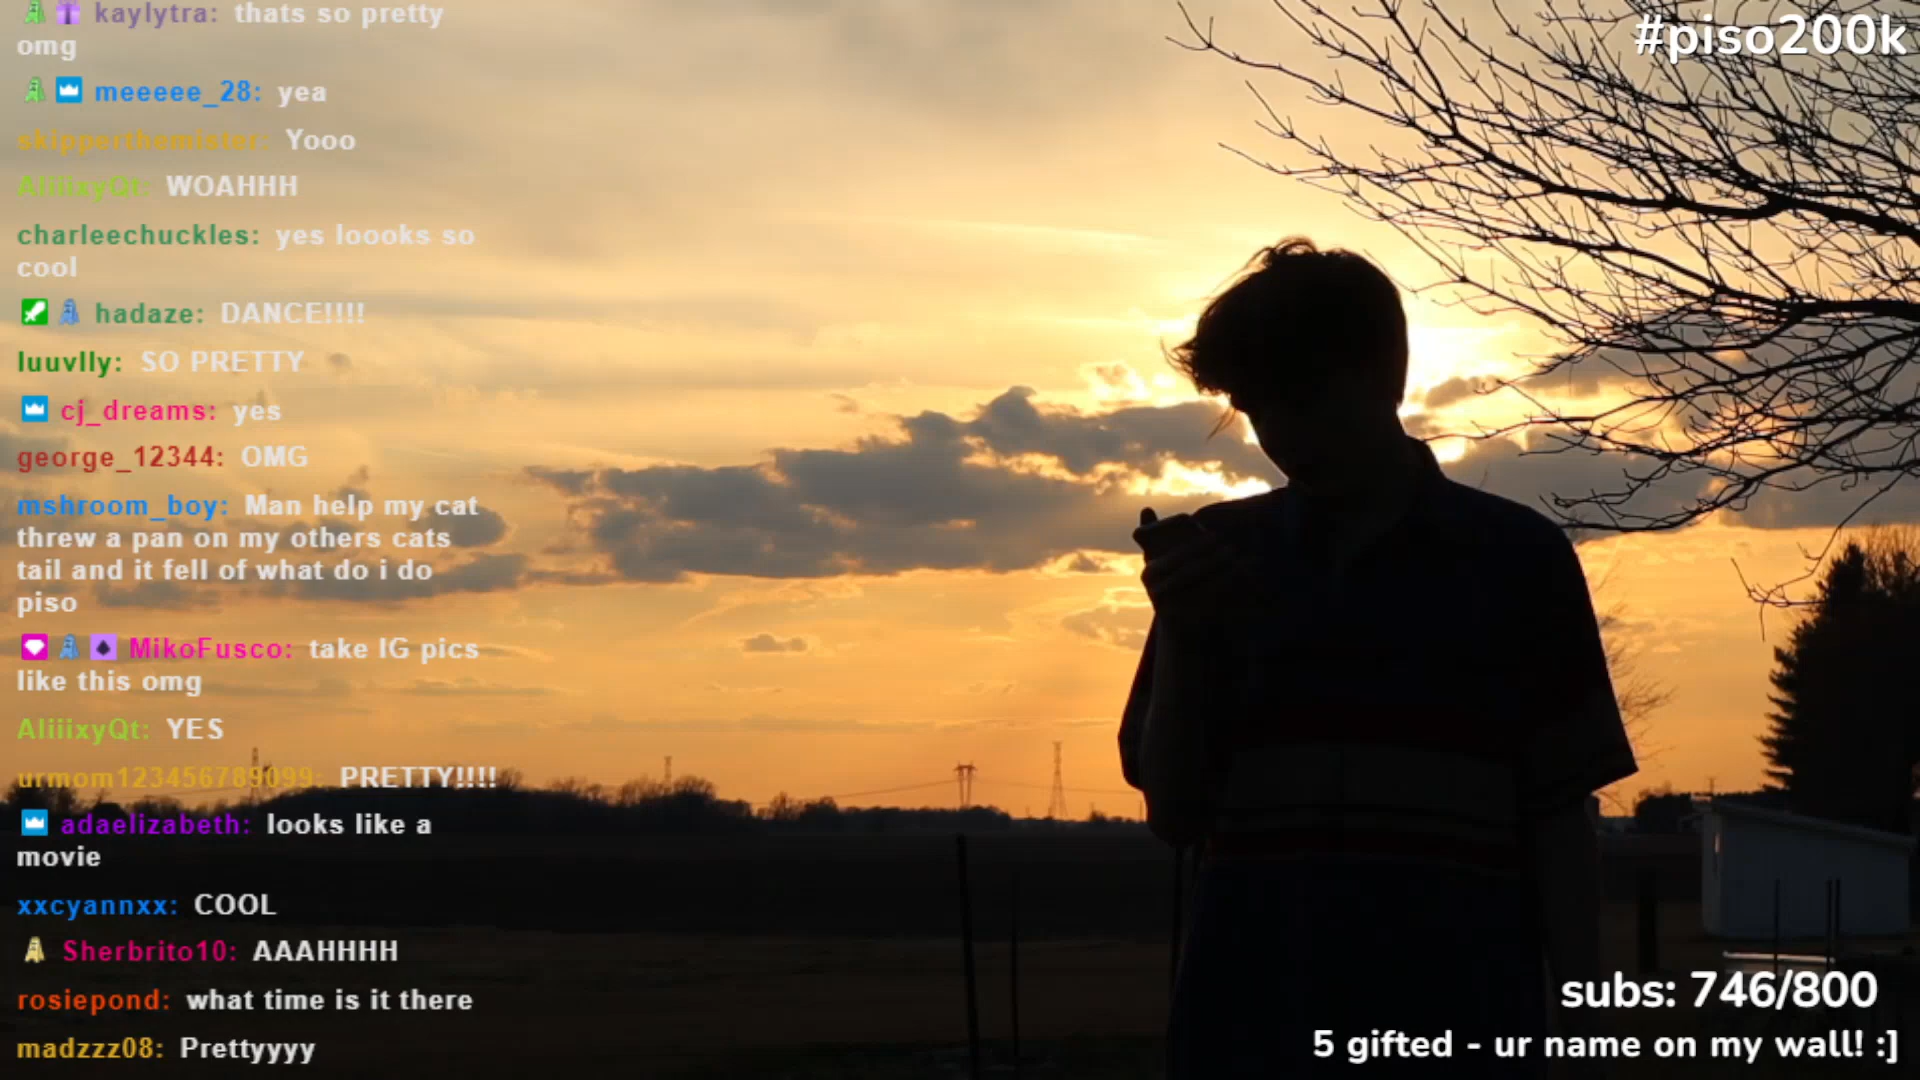 kaylytra: thats so pretty
omg
meeeee_28: yea
skipperthemister: Yooo
AliiixyQt: WOAHHH
charleechuckles: yes loooks so
cool
hadaze: DANCE!!!!
luuvlly: SO PRETTY
cj_dreams: yes
george_12344: OMG
mshroom_boy: Man help my cat
threw a pan on my others cats
tail and it fell of what do i do
piso
MikoFusco: take IG pics
like this omg
AliiixyQt: YES
urmom123456789099: PRETTY!!!!
adaelizabeth: looks like a
movie
xxcyannxx: COOL
Sherbrito10: AAAHHHH
rosiepond: what time is it there
madzzz08: Prettyyyy
#piso200k
subs: 746/800
5 gifted - ur name on my wall! :]